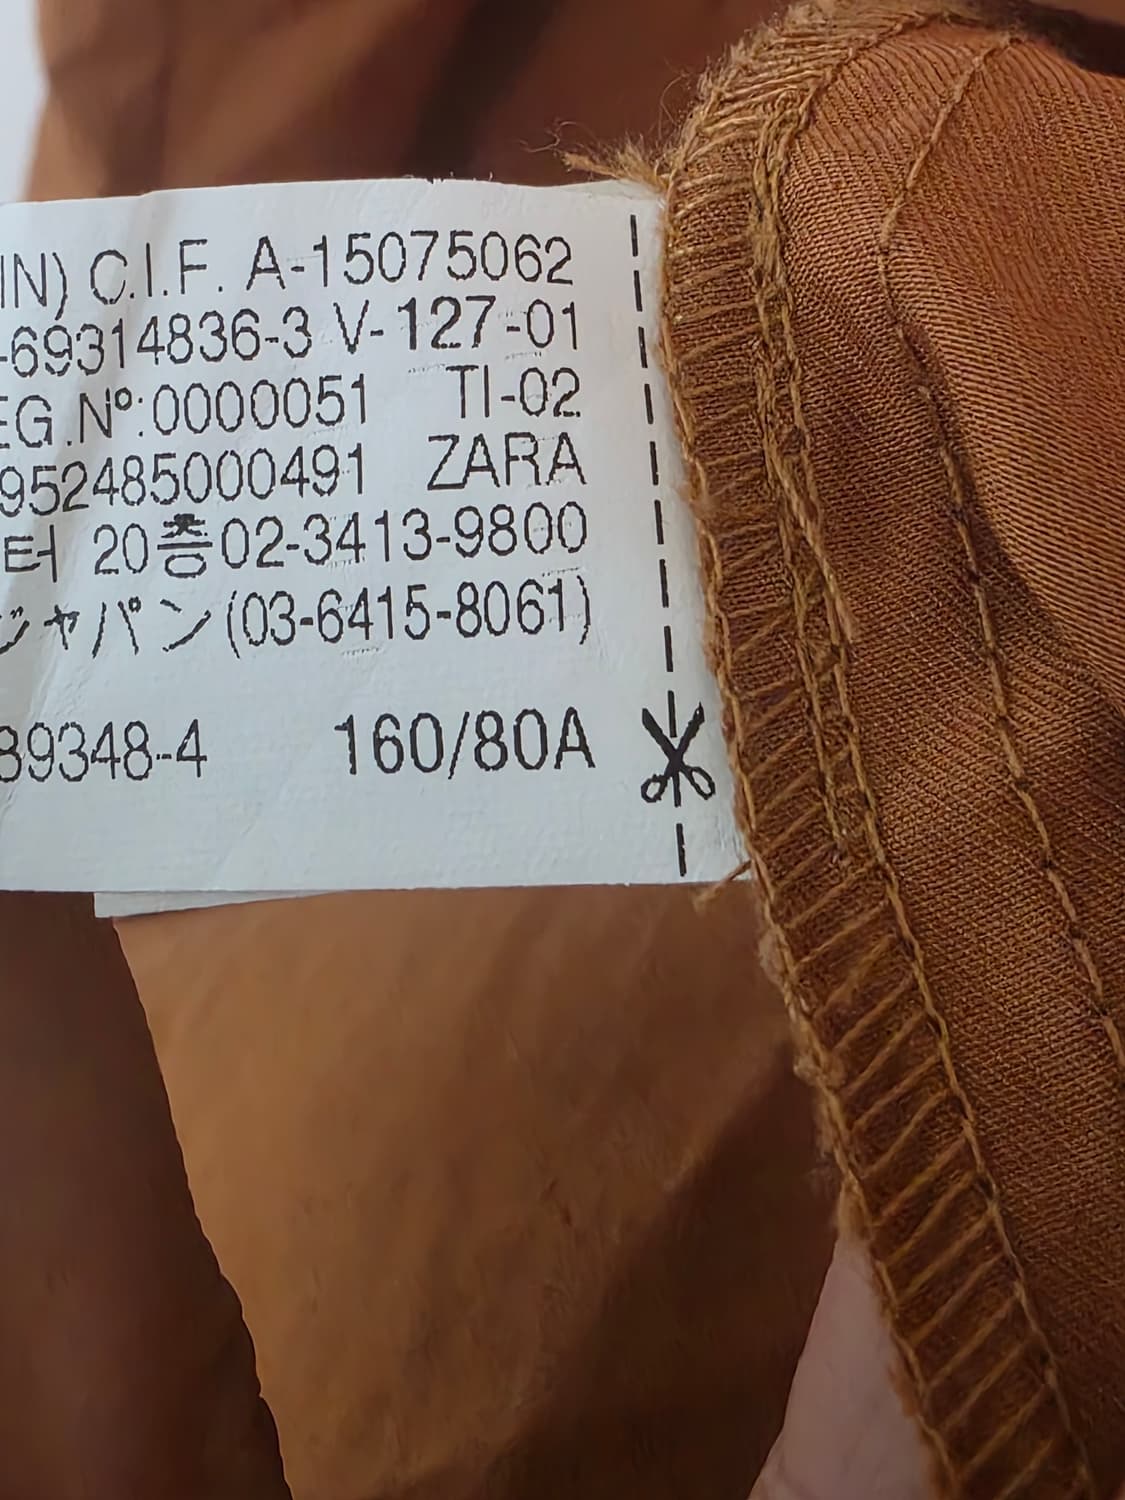 IN) C.I.F. A-15075062
-69314836-3 V-127-01
EG.Nº:0000051 TI-02
952485000491 ZARA
터 20층02-3413-9800
ジャパン(03-6415-8061)
39348-4 160/80A